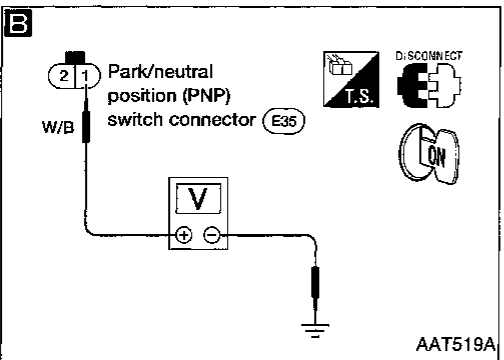 B
2 1
Park/neutral
position (PNP)
switch connector E35
W/B
T.S.
DISCONNECT
ON
V
+ −
AAT519A